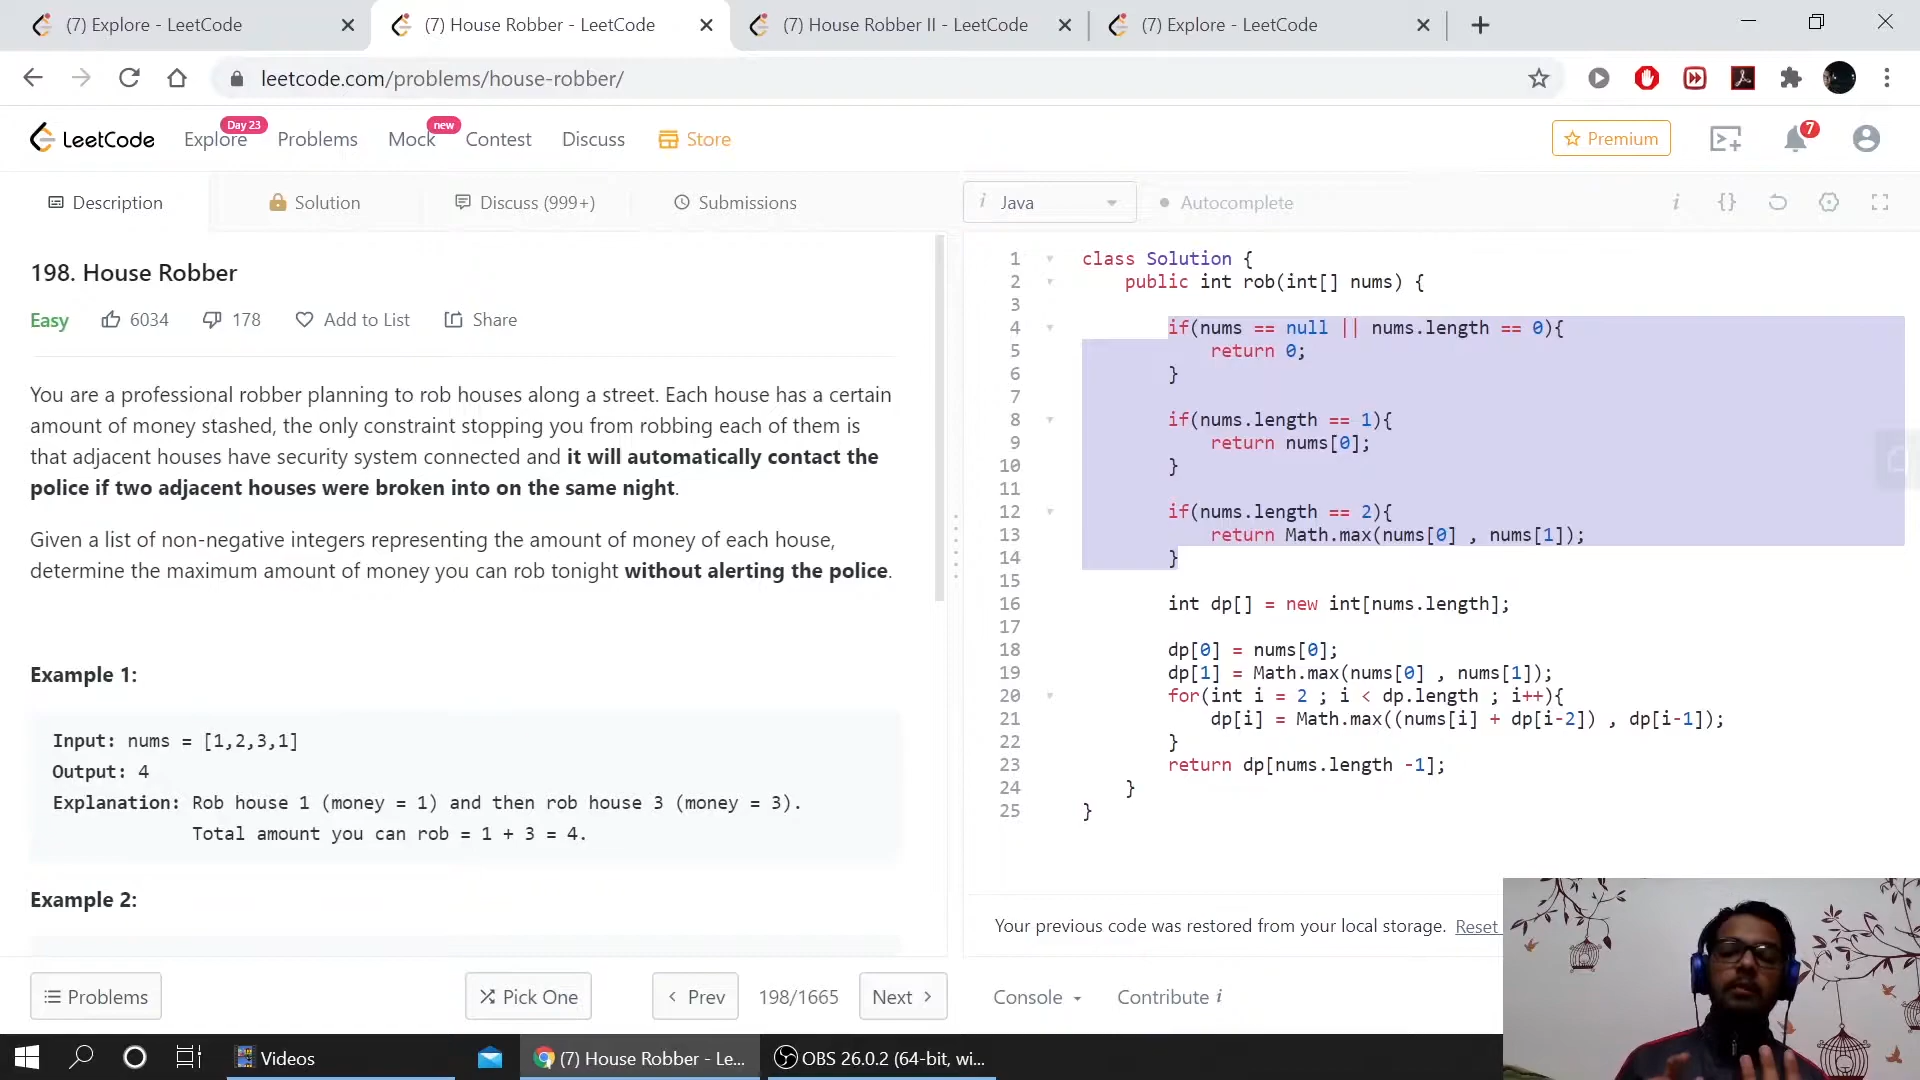 (7) Explore - LeetCode
(7) House Robber - LeetCode
(7) House Robber II - LeetCode
(7) Explore - LeetCode
leetcode.com/problems/house-robber/
LeetCode
Explore
Day 23
Problems
Mock
new
Contest
Discuss
Store
Premium
7
Description
Solution
Discuss (999+)
Submissions
i Java
Autocomplete
198. House Robber
Easy
6034
178
Add to List
Share
You are a professional robber planning to rob houses along a street. Each house has a certain
amount of money stashed, the only constraint stopping you from robbing each of them is
that adjacent houses have security system connected and it will automatically contact the
police if two adjacent houses were broken into on the same night.
Given a list of non-negative integers representing the amount of money of each house,
determine the maximum amount of money you can rob tonight without alerting the police.
Example 1:
Input: nums = [1,2,3,1]
Output: 4
Explanation: Rob house 1 (money = 1) and then rob house 3 (money = 3).
Total amount you can rob = 1 + 3 = 4.
Example 2:
1 class Solution {
2 public int rob(int[] nums) {
3
4 if(nums == null || nums.length == 0){
5 return 0;
6 }
7
8 if(nums.length == 1){
9 return nums[0];
10 }
11
12 if(nums.length == 2){
13 return Math.max(nums[0] , nums[1]);
14 }
15
16 int dp[] = new int[nums.length];
17
18 dp[0] = nums[0];
19 dp[1] = Math.max(nums[0] , nums[1]);
20 for(int i = 2 ; i < dp.length ; i++){
21 dp[i] = Math.max((nums[i] + dp[i-2]) , dp[i-1]);
22 }
23 return dp[nums.length -1];
24 }
25 }
Your previous code was restored from your local storage. Reset
Problems
Pick One
Prev
198/1665
Next
Console
Contribute i
Videos
(7) House Robber - Le...
OBS 26.0.2 (64-bit, wi...